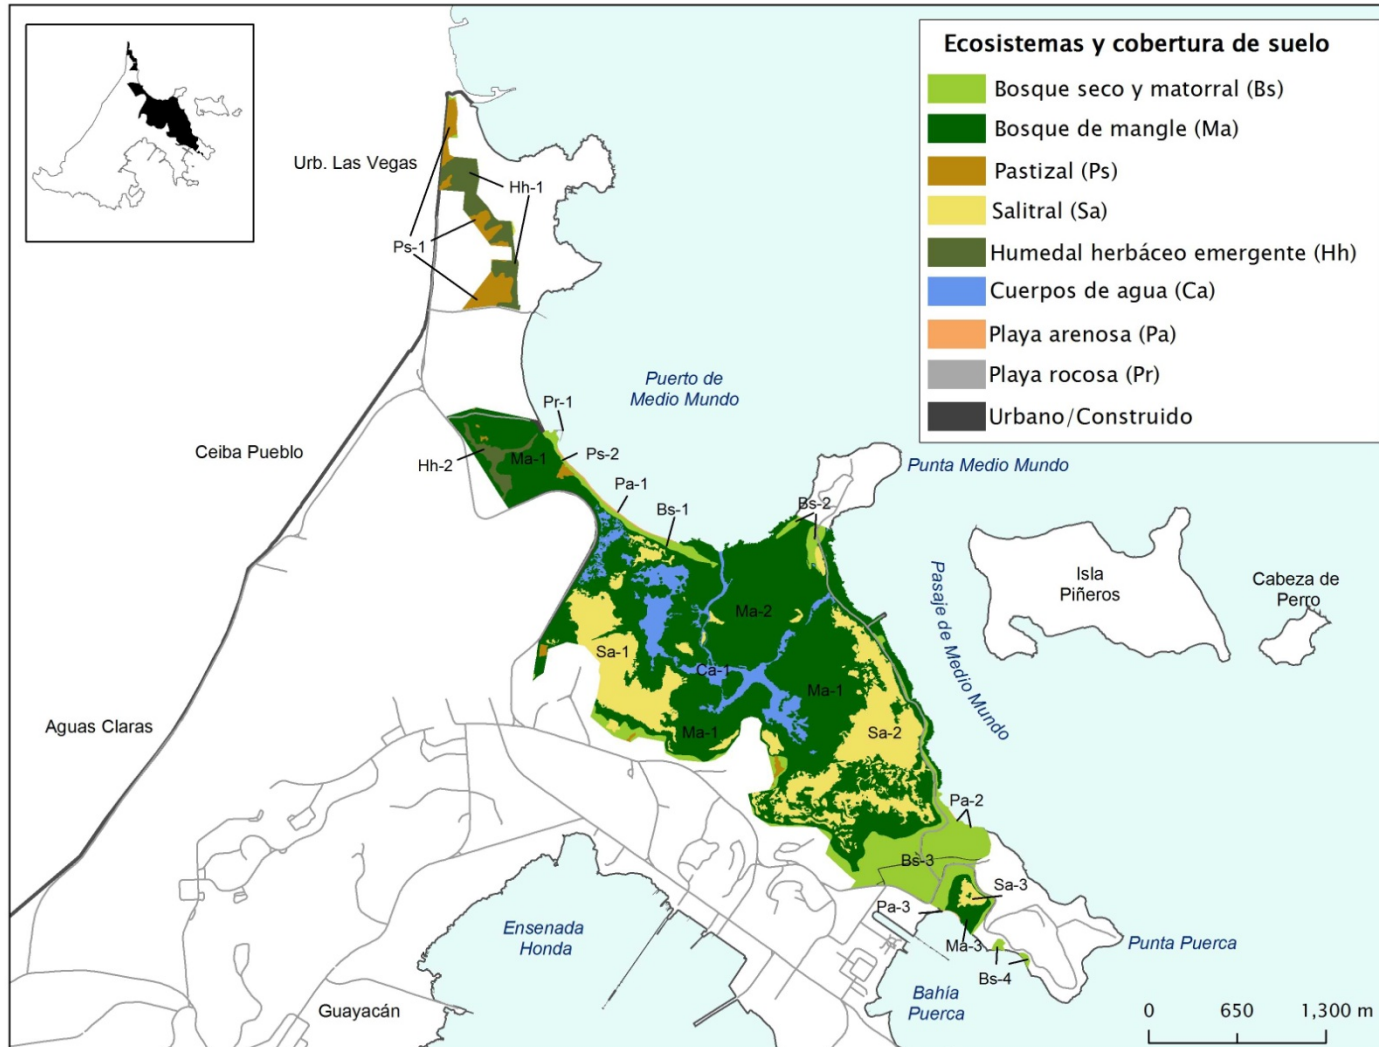 Ecosistemas y cobertura de suelo
Bosque seco y matorral (Bs)
Bosque de mangle (Ma)
Pastizal (Ps)
Salitral (Sa)
Humedal herbáceo emergente (Hh)
Cuerpos de agua (Ca)
Playa arenosa (Pa)
Playa rocosa (Pr)
Urbano/Construido
Urb. Las Vegas
Hh-1
Ps-1
Puerto de
Medio Mundo
Pr-1
Ceiba Pueblo
Hh-2
Ma-1
Ps-2
Punta Medio Mundo
Pa-1
Bs-1
Bs-2
Isla
Piñeros
Cabeza de
Perro
Pasaje de Medio Mundo
Ma-2
Sa-1
Ca-1
Ma-1
Aguas Claras
Ma-1
Sa-2
Pa-2
Bs-3
Sa-3
Pa-3
Ensenada
Honda
Ma-3
Punta Puerca
Bs-4
Bahía
Puerca
Guayacán
0 650 1,300 m